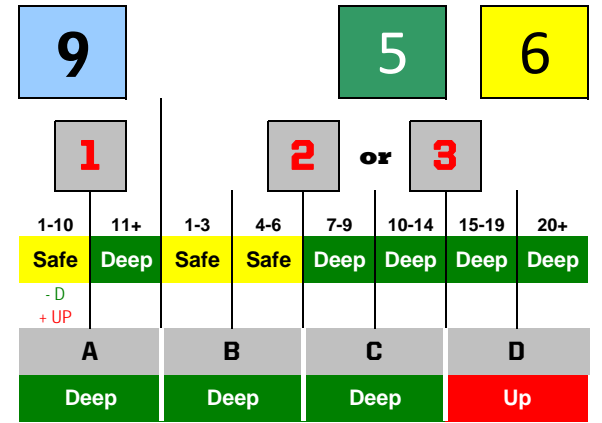 9 5 6
1 2 or 3
1-10 11+ 1-3 4-6 7-9 10-14 15-19 20+
Safe Deep Safe Safe Deep Deep Deep Deep
- D
+ UP
A B C D
Deep Deep Deep Up